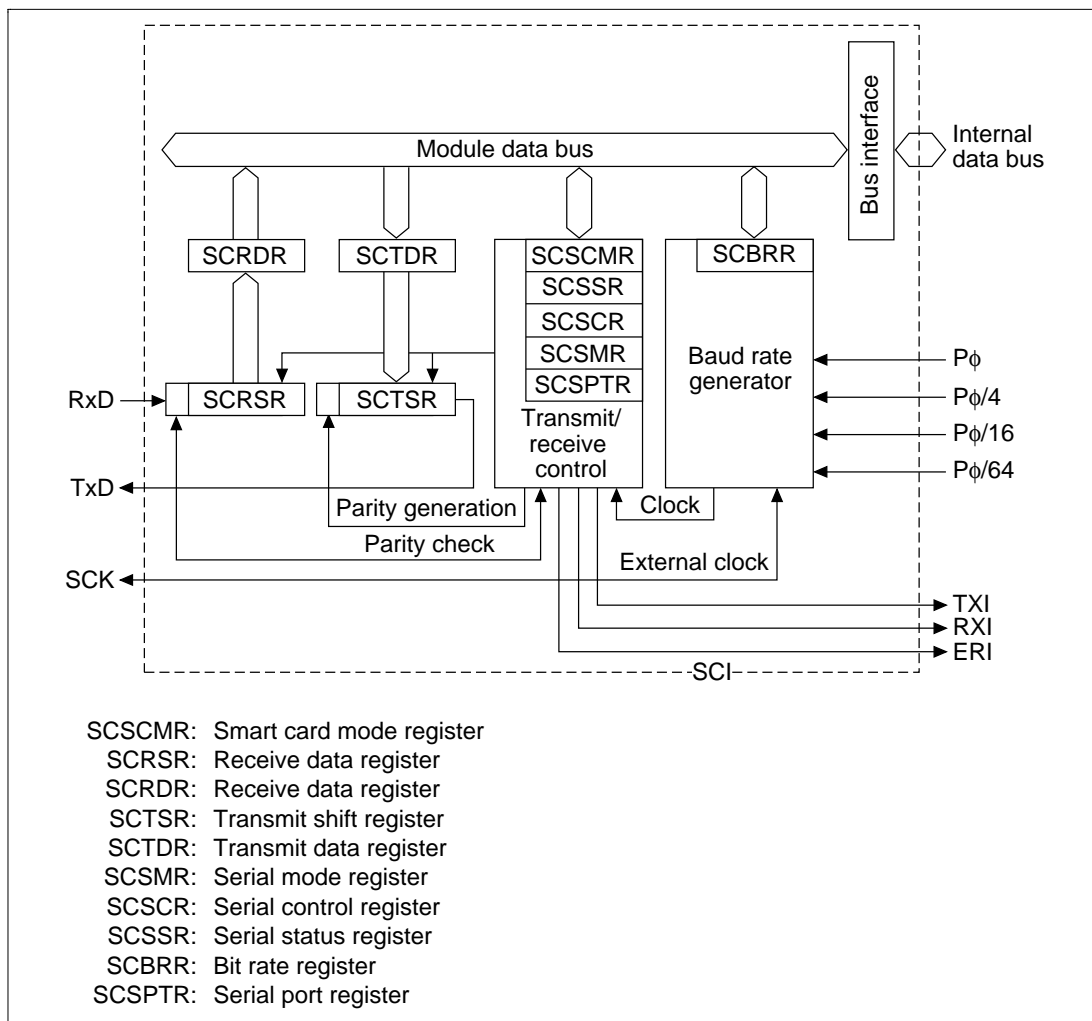 Module data bus
Bus interface
Internal
data bus
SCRDR
SCTDR
SCSCMR
SCSSR
SCSCR
SCSMR
SCSPTR
Transmit/
receive
control
SCBRR
Baud rate
generator
Pϕ
Pϕ/4
Pϕ/16
Pϕ/64
RxD
SCRSR
SCTSR
TxD
Parity generation
Clock
Parity check
SCK
External clock
TXI
RXI
ERI
SCI
SCSCMR: Smart card mode register
SCRSR: Receive data register
SCRDR: Receive data register
SCTSR: Transmit shift register
SCTDR: Transmit data register
SCSMR: Serial mode register
SCSCR: Serial control register
SCSSR: Serial status register
SCBRR: Bit rate register
SCSPTR: Serial port register